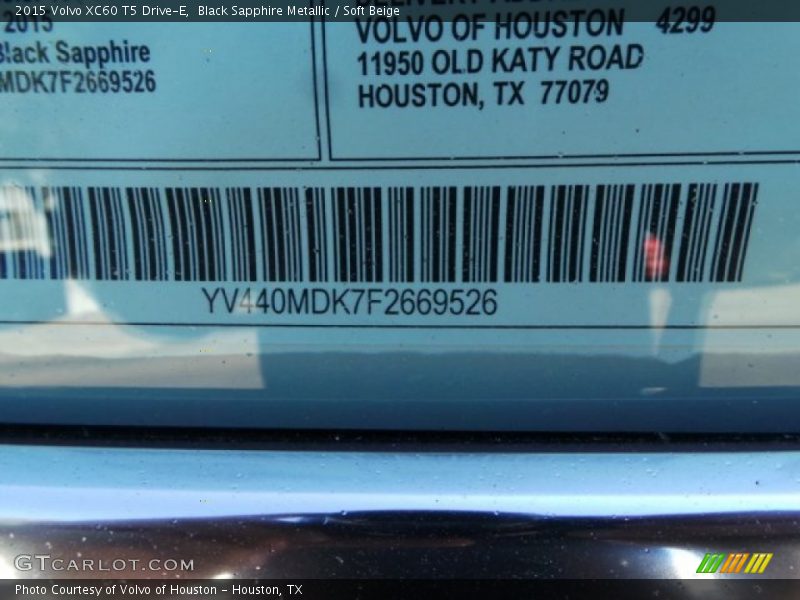 2015 Volvo XC60 T5 Drive-E, Black Sapphire Metallic / Soft Beige
2015
Black Sapphire
MDK7F2669526
DELIVERY
VOLVO OF HOUSTON 4299
11950 OLD KATY ROAD
HOUSTON, TX 77079
YV440MDK7F2669526
GTCARLOT.COM
Photo Courtesy of Volvo of Houston - Houston, TX